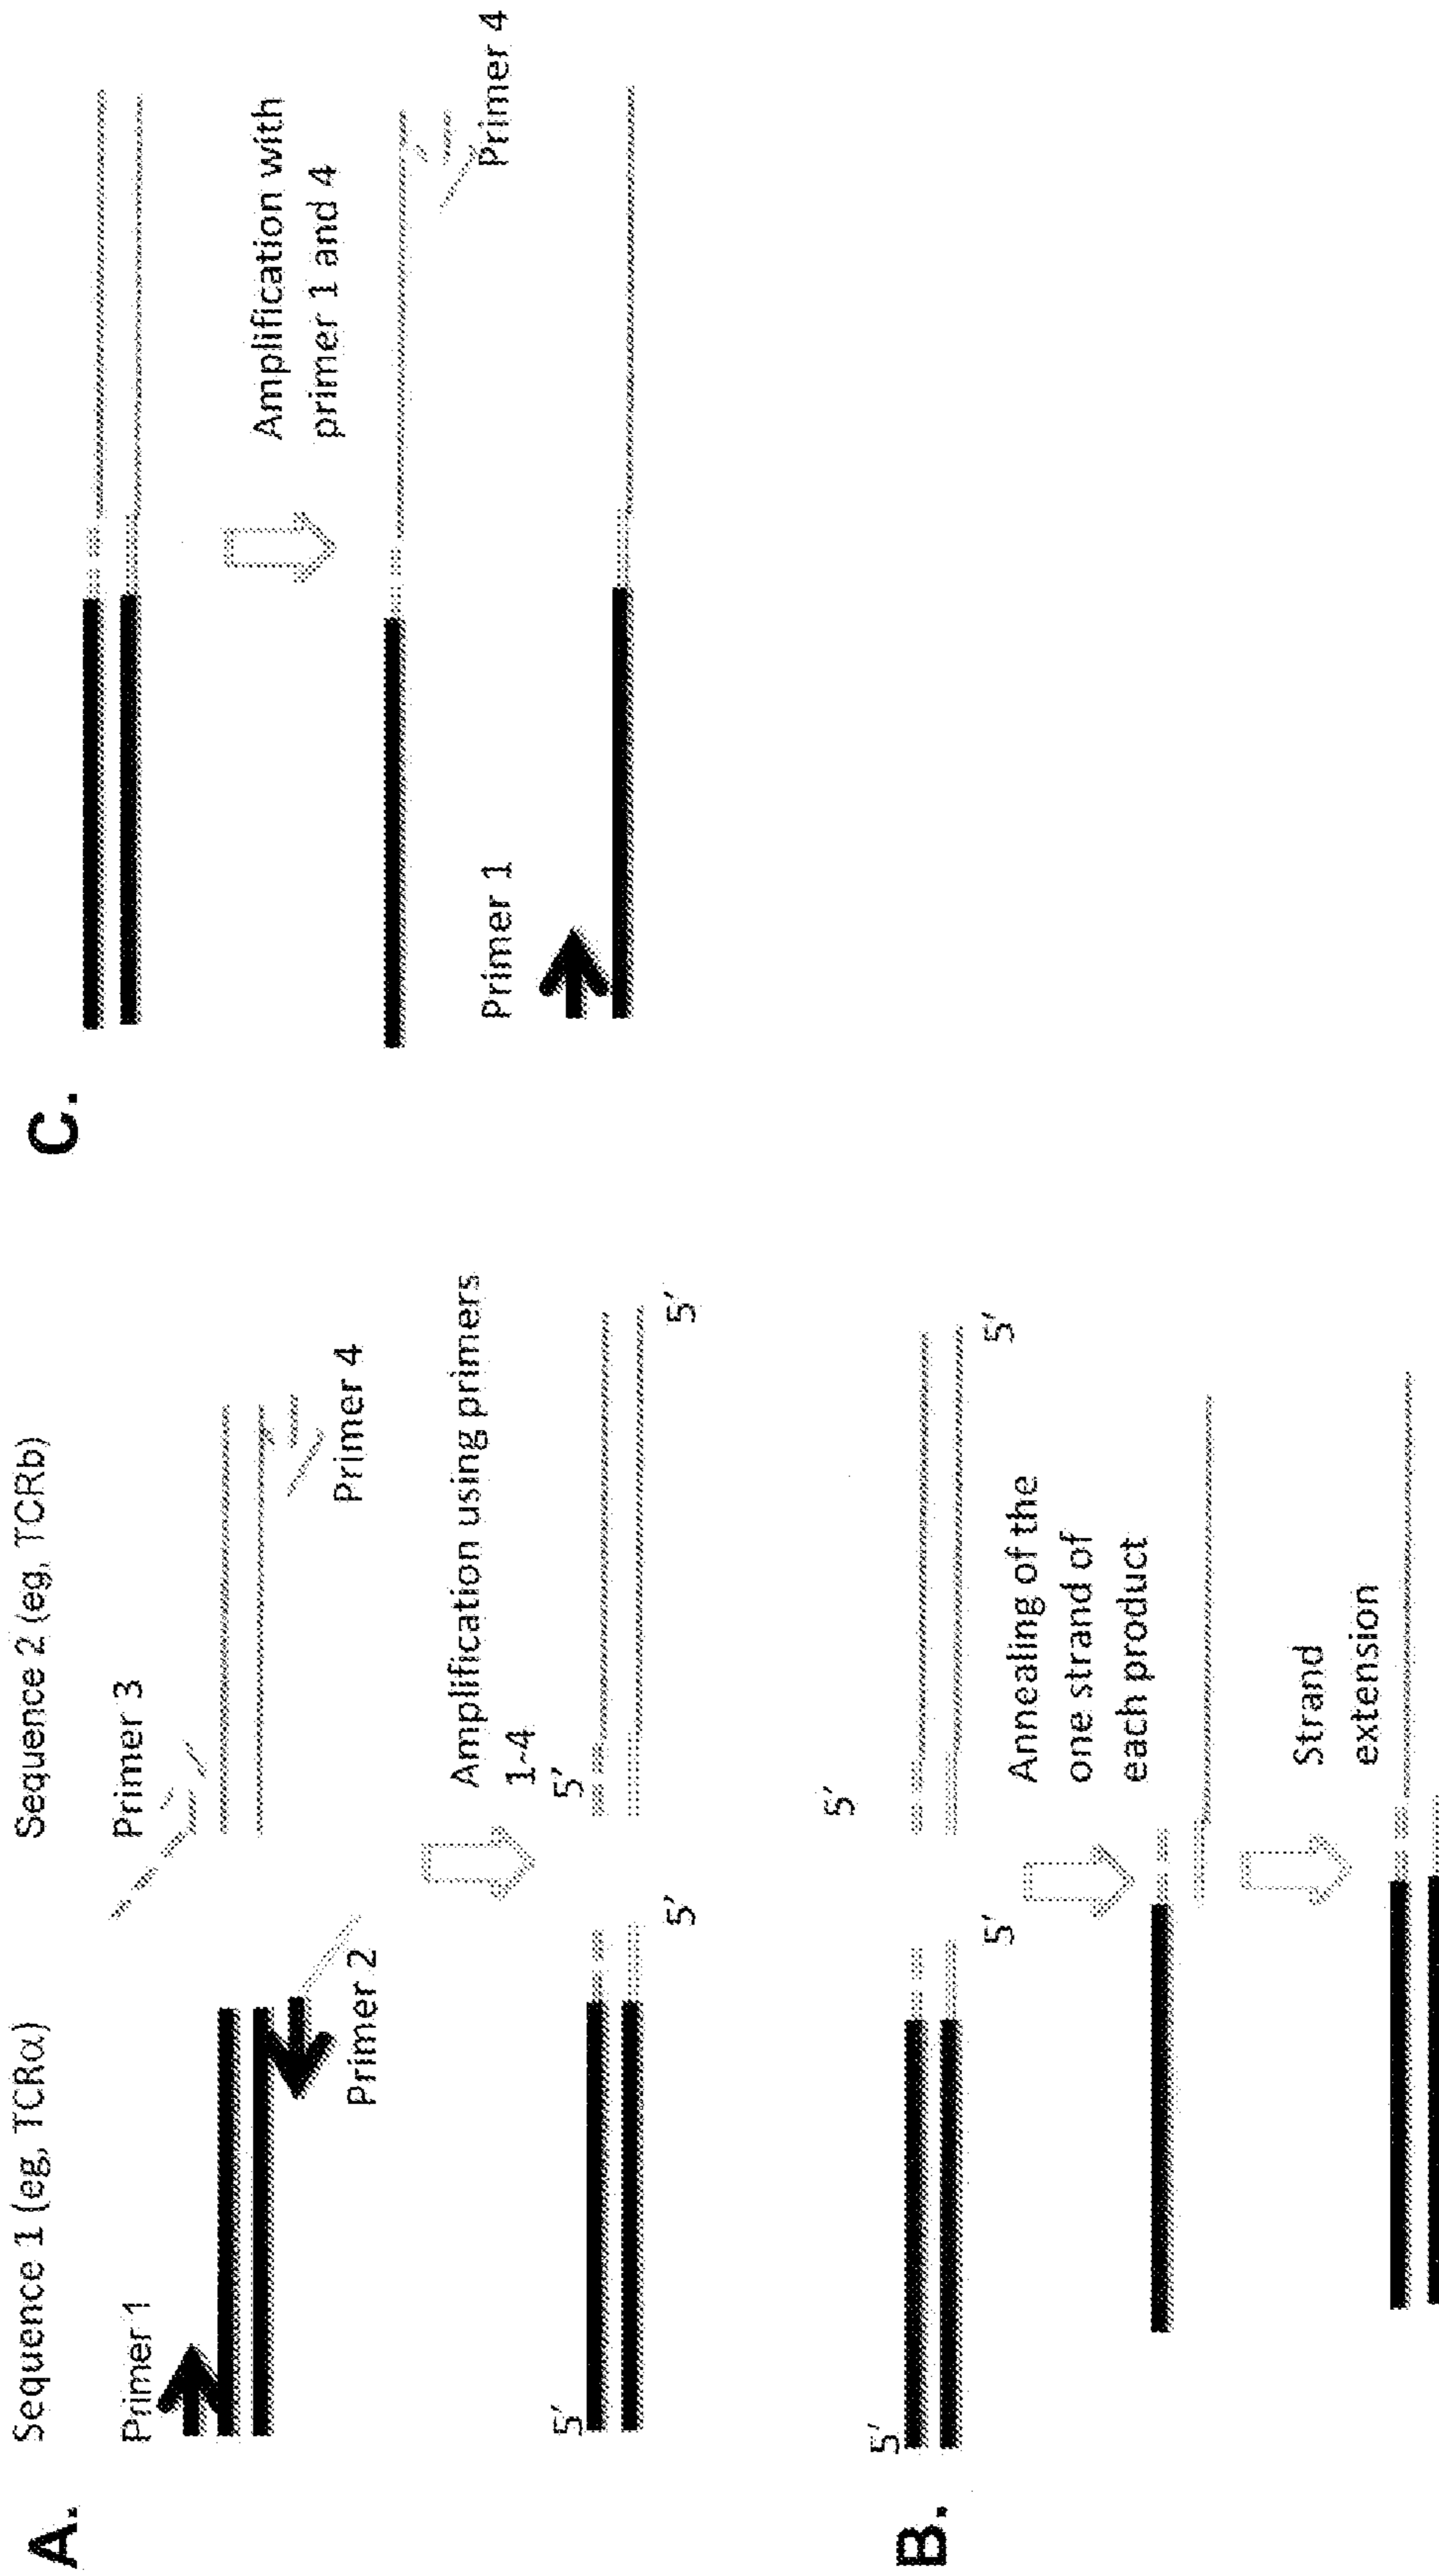 A.
Sequence 1 (eg, TCRα)
Sequence 2 (eg, TCRb)
Primer 1
Primer 3
Primer 2
Primer 4
Amplification using primers
1-4
5'
5'
5'
5'
B.
5'
5'
5'
5'
Annealing of the
one strand of
each product
Strand
extension
C.
Amplification with
primer 1 and 4
Primer 1
Primer 4